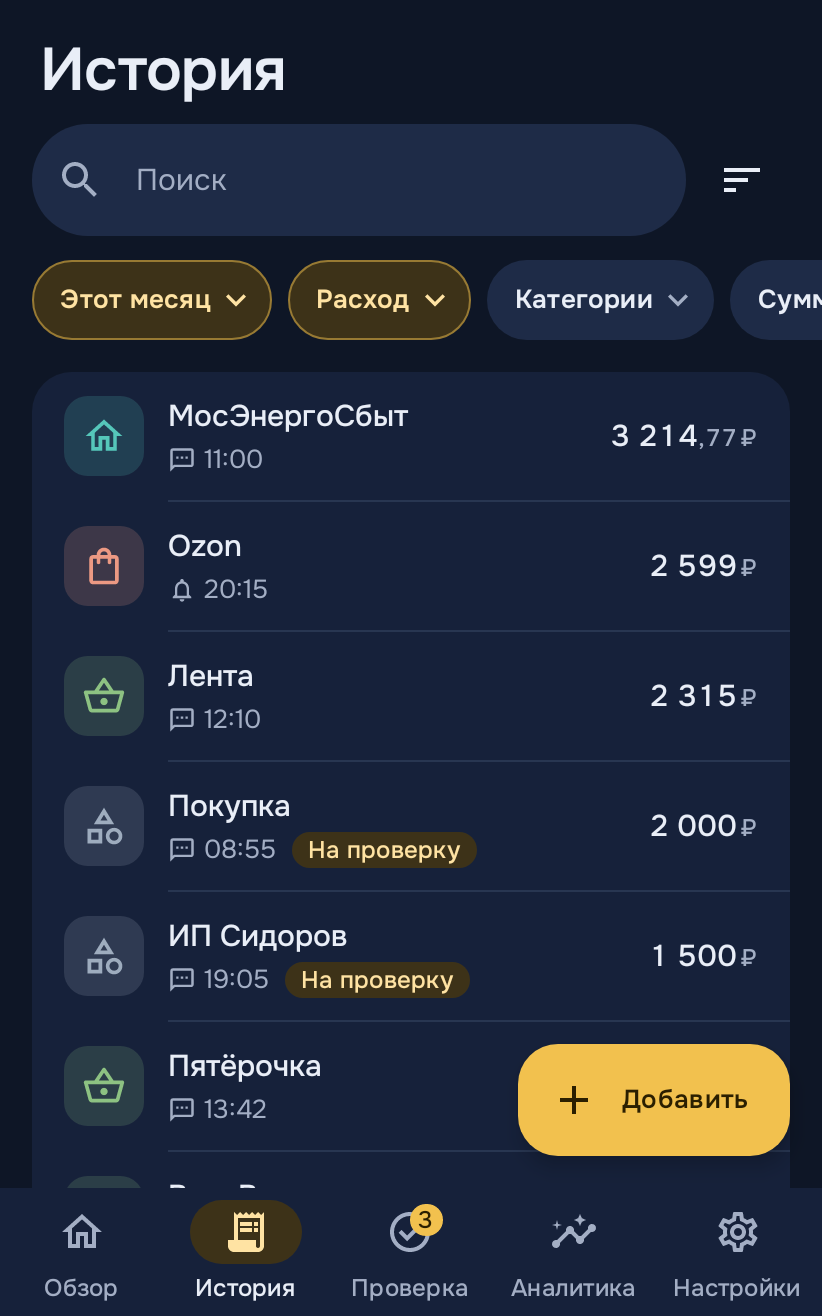 История
Поиск
Этот месяц Расход Категории
МосЭнергоСбыт
3 214,77 ₽
11:00
Ozon
2 599 ₽
20:15
Лента
2 315 ₽
12:10
Покупка
2 000 ₽
08:55 На проверку
ИП Сидоров
1 500 ₽
19:05 На проверку
Пятёрочка
13:42
Добавить
3
Обзор История Проверка Аналитика Настройки